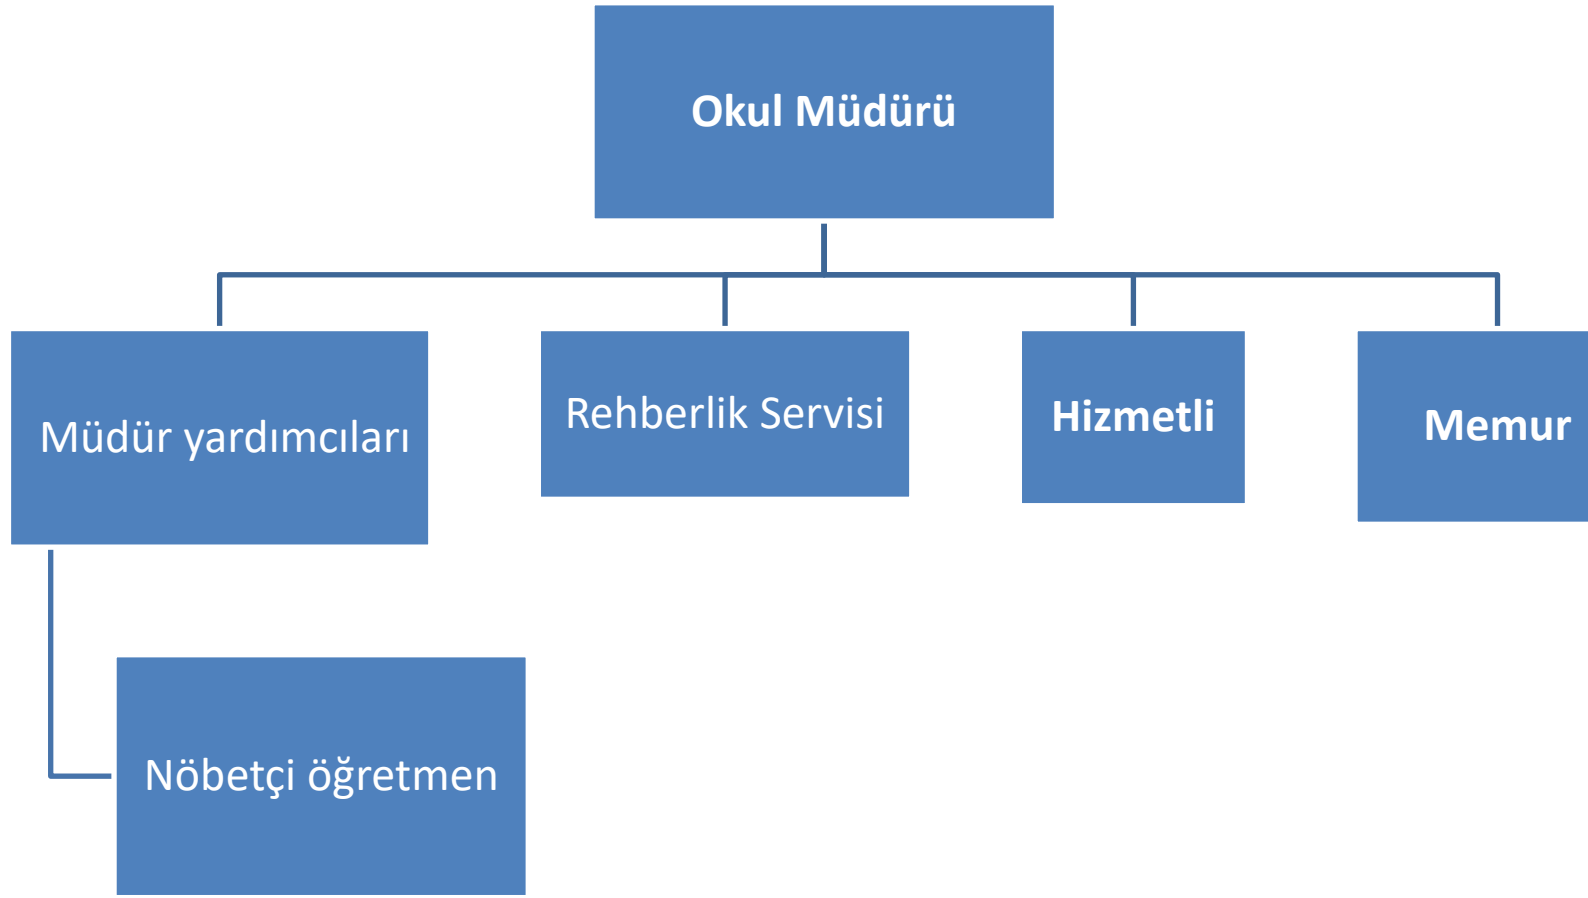 Okul Müdürü
Müdür yardımcıları
Rehberlik Servisi
Hizmetli
Memur
Nöbetçi öğretmen